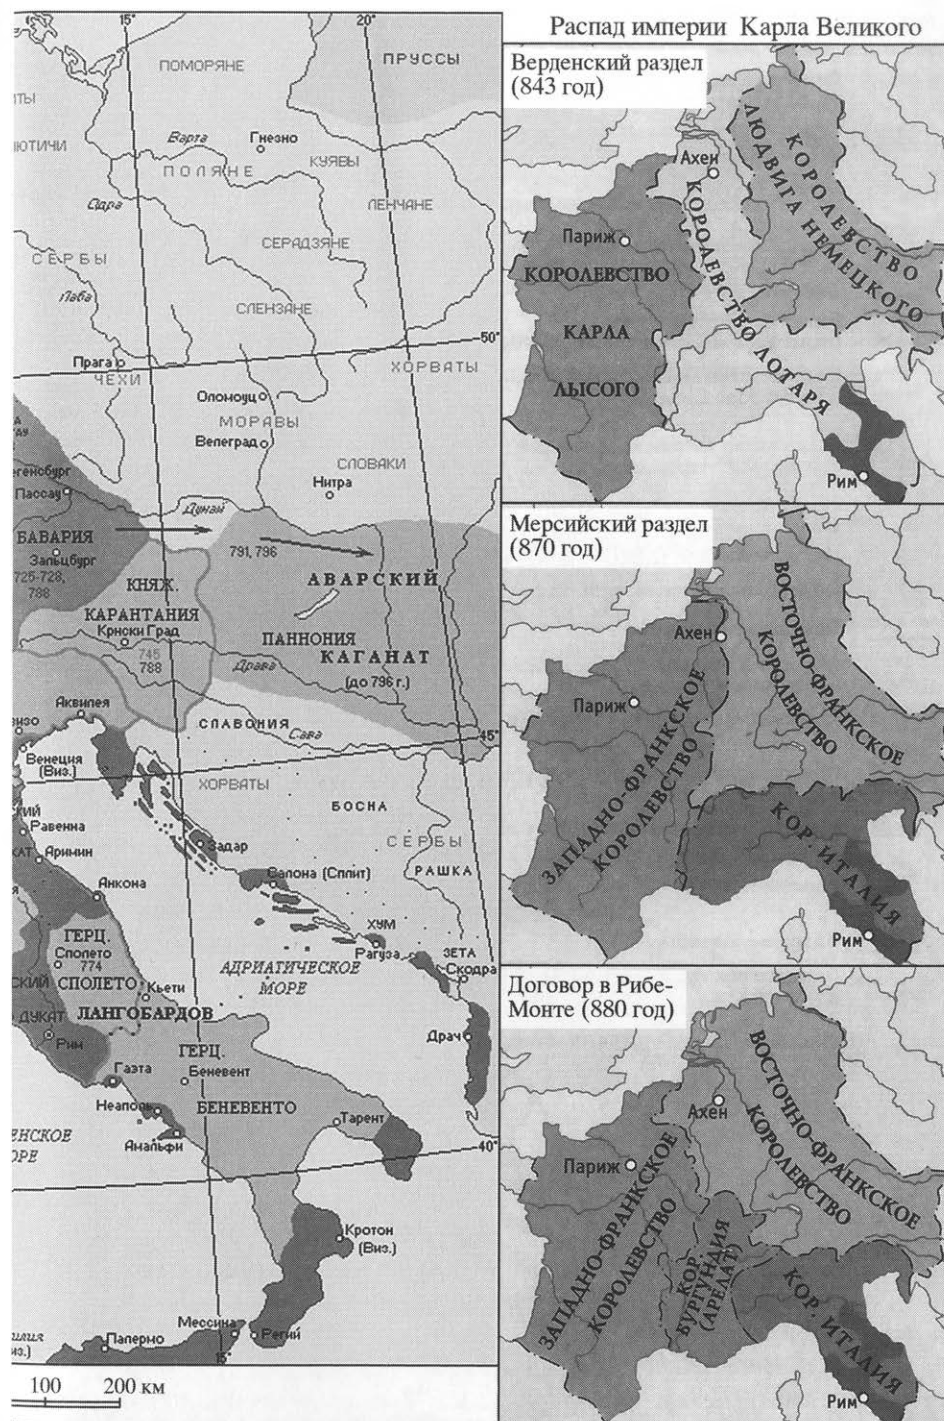 15°
20°
Распад империи Карла Великого
ПОМОРЯНЕ
ПРУССЫ
Варта
Гнезно
ПОЛЯНЕ
КУЯВЫ
ЛЕНЧАНЕ
Одра
СЕРАДЗЯНЕ
СЕРБЫ
Лаба
СЛЕНЗАНЕ
50°
Прага
ЧЕХИ
ХОРВАТЫ
Оломоуц
МОРАВЫ
Велеград
СЛОВАКИ
Нитра
Пассау
Дунай
БАВАРИЯ
Зальцбург
725-728,
788
791, 796
АВАРСКИЙ
КНЯЖ.
КАРАНТАНИЯ
Крнски Град
745
788
ПАННОНИЯ
КАГАНАТ
Драва
(до 796 г.)
Аквилея
СЛАВОНИЯ
Сава
45°
Венеция
(Виз.)
ХОРВАТЫ
БОСНА
Равенна
СЕРБЫ
Аримин
Задар
РАШКА
Салона (Сплит)
Анкона
ХУМ
ГЕРЦ.
Сполето
774
Рагуза
ЗЕТА
Скодра
СПОЛЕТО
АДРИАТИЧЕСКОЕ
МОРЕ
Кьети
ДУКАТ
ЛАНГОБАРДОВ
Рим
ГЕРЦ.
Драч
Гаэта
Беневент
Неаполь
БЕНЕВЕНТО
Тарент
Амальфи
40°
Кротон
(Виз.)
Мессина
Регий
Палермо
15°
100 200 км
Верденский раздел
(843 год)
Ахен
КОРОЛЕВСТВО
ЛЮДВИГА НЕМЕЦКОГО
Париж
КОРОЛЕВСТВО
КАРЛА
ЛЫСОГО
КОРОЛЕВСТВО ЛОТАРЯ
Рим
Мерсийский раздел
(870 год)
ВОСТОЧНО-ФРАНКСКОЕ
КОРОЛЕВСТВО
Ахен
Париж
ЗАПАДНО-ФРАНКСКОЕ
КОРОЛЕВСТВО
КОР. ИТАЛИЯ
Рим
Договор в Рибе-
Монте (880 год)
ВОСТОЧНО-ФРАНКСКОЕ
КОРОЛЕВСТВО
Ахен
Париж
ЗАПАДНО-ФРАНКСКОЕ
КОРОЛЕВСТВО
КОР.
БУРГУНДИЯ
(АРЕЛАТ)
КОР. ИТАЛИЯ
Рим